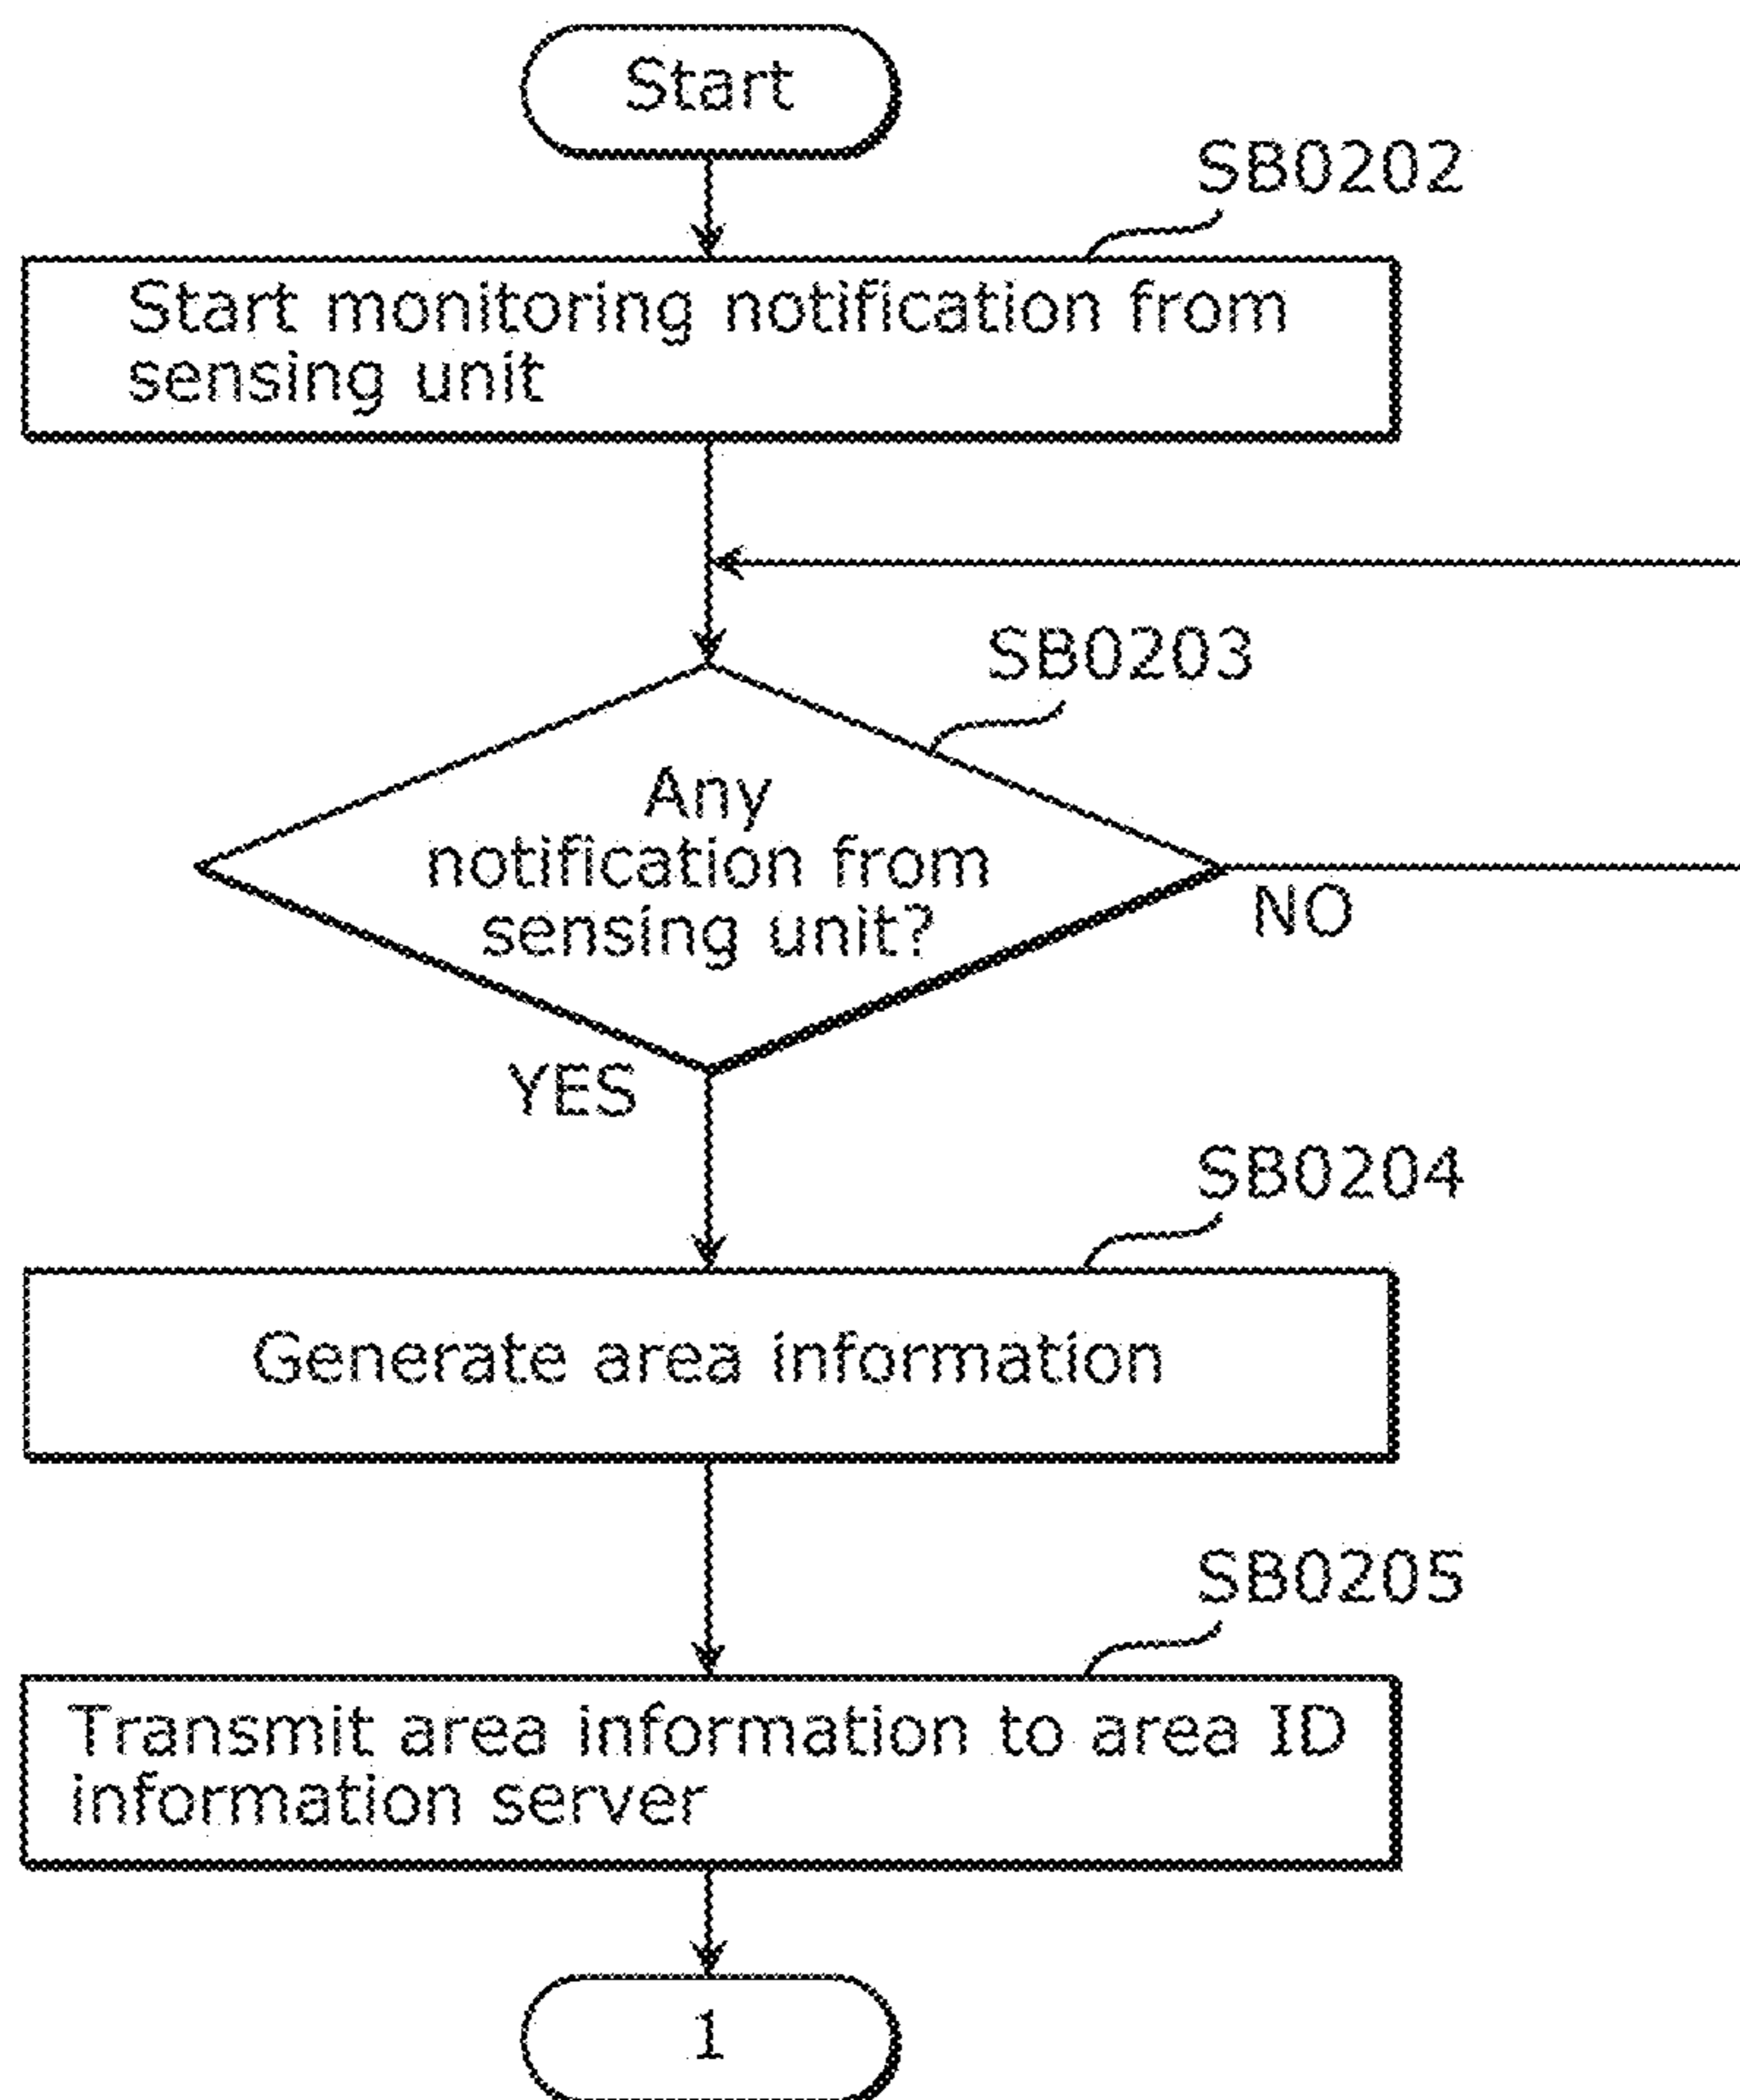 Start
SB0202
Start monitoring notification from
sensing unit
SB0203
Any
notification from
sensing unit?
NO
YES
SB0204
Generate area information
SB0205
Transmit area information to area ID
information server
1